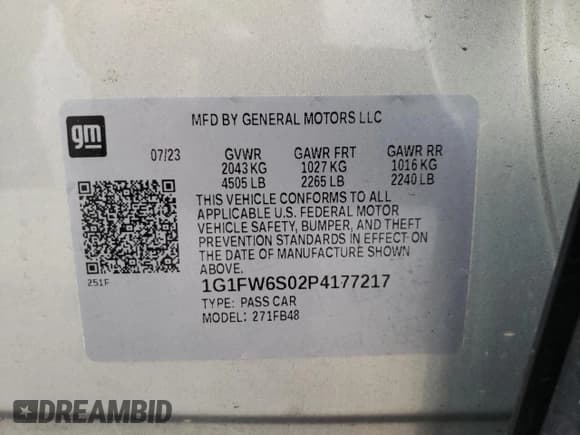 gm
MFD BY GENERAL MOTORS LLC
07/23 GVWR GAWR FRT GAWR RR
2043 KG 1027 KG 1016 KG
4505 LB 2265 LB 2240 LB
THIS VEHICLE CONFORMS TO ALL
APPLICABLE U.S. FEDERAL MOTOR
VEHICLE SAFETY, BUMPER, AND THEFT
PREVENTION STANDARDS IN EFFECT ON
THE DATE OF MANUFACTURE SHOWN
ABOVE.
251F
1G1FW6S02P4177217
TYPE: PASS CAR
MODEL: 271FB48
DREAMBID